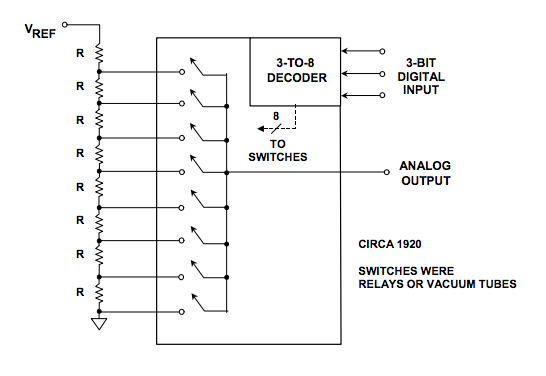 VREF
R
R
R
R
R
R
R
R
3-TO-8
DECODER
8
TO
SWITCHES
3-BIT
DIGITAL
INPUT
ANALOG
OUTPUT
CIRCA 1920
SWITCHES WERE
RELAYS OR VACUUM TUBES